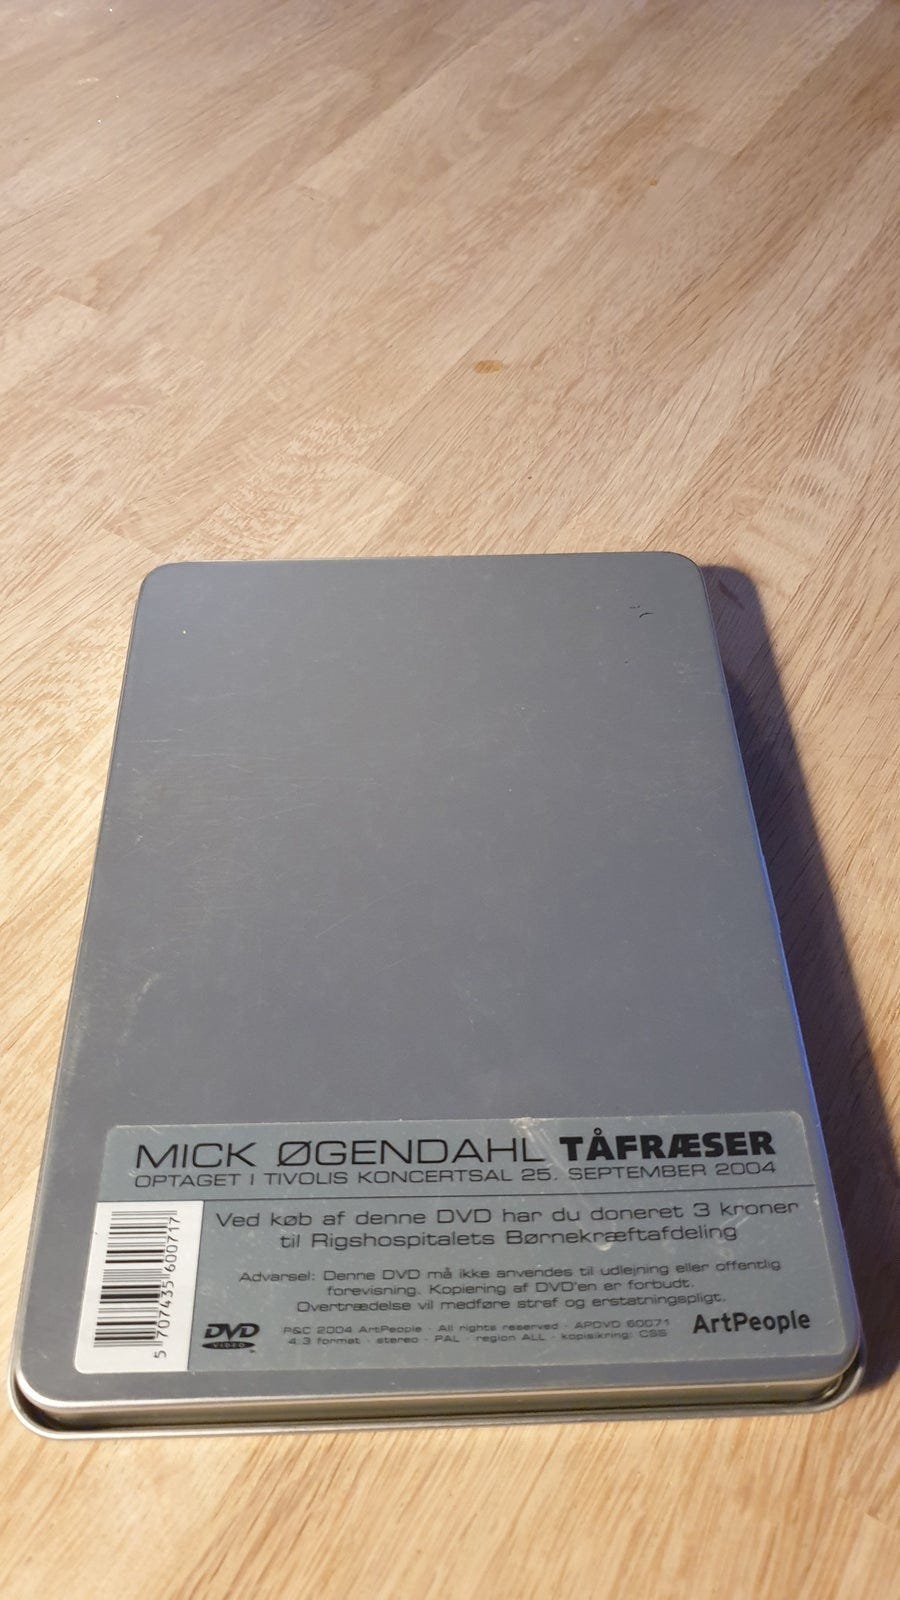 MICK ØGENDAHL TÅFRÆSER
OPTAGET I TIVOLIS KONCERTSAL 25. SEPTEMBER 2004
Ved køb af denne DVD har du doneret 3 kroner
til Rigshospitalets Børnekræftafdeling
Advarsel: Denne DVD må ikke anvendes til udlejning eller offentlig
forevisning. Kopiering af DVD'en er forbudt.
Overtrædelse vil medføre straf og erstatningspligt.
5 707435 600717
DVD
VIDEO
P&C 2004 ArtPeople · All rights reserved · APDVD 60071
4.3 format · stereo · PAL · region ALL · kopisikring: CSS
ArtPeople